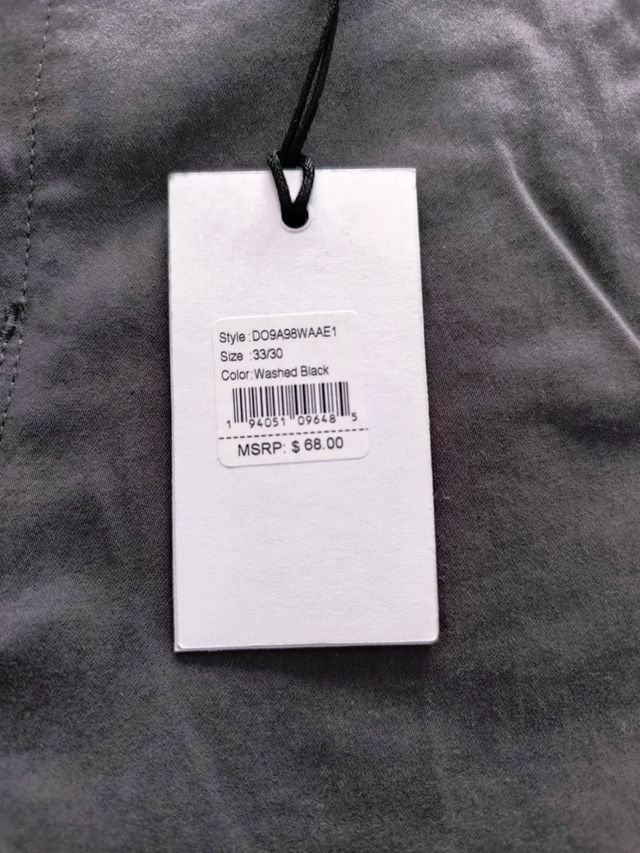 Style :DO9A98WAAE1
Size :33/30
Color:Washed Black
1 94051 09648 5
MSRP: $ 68.00